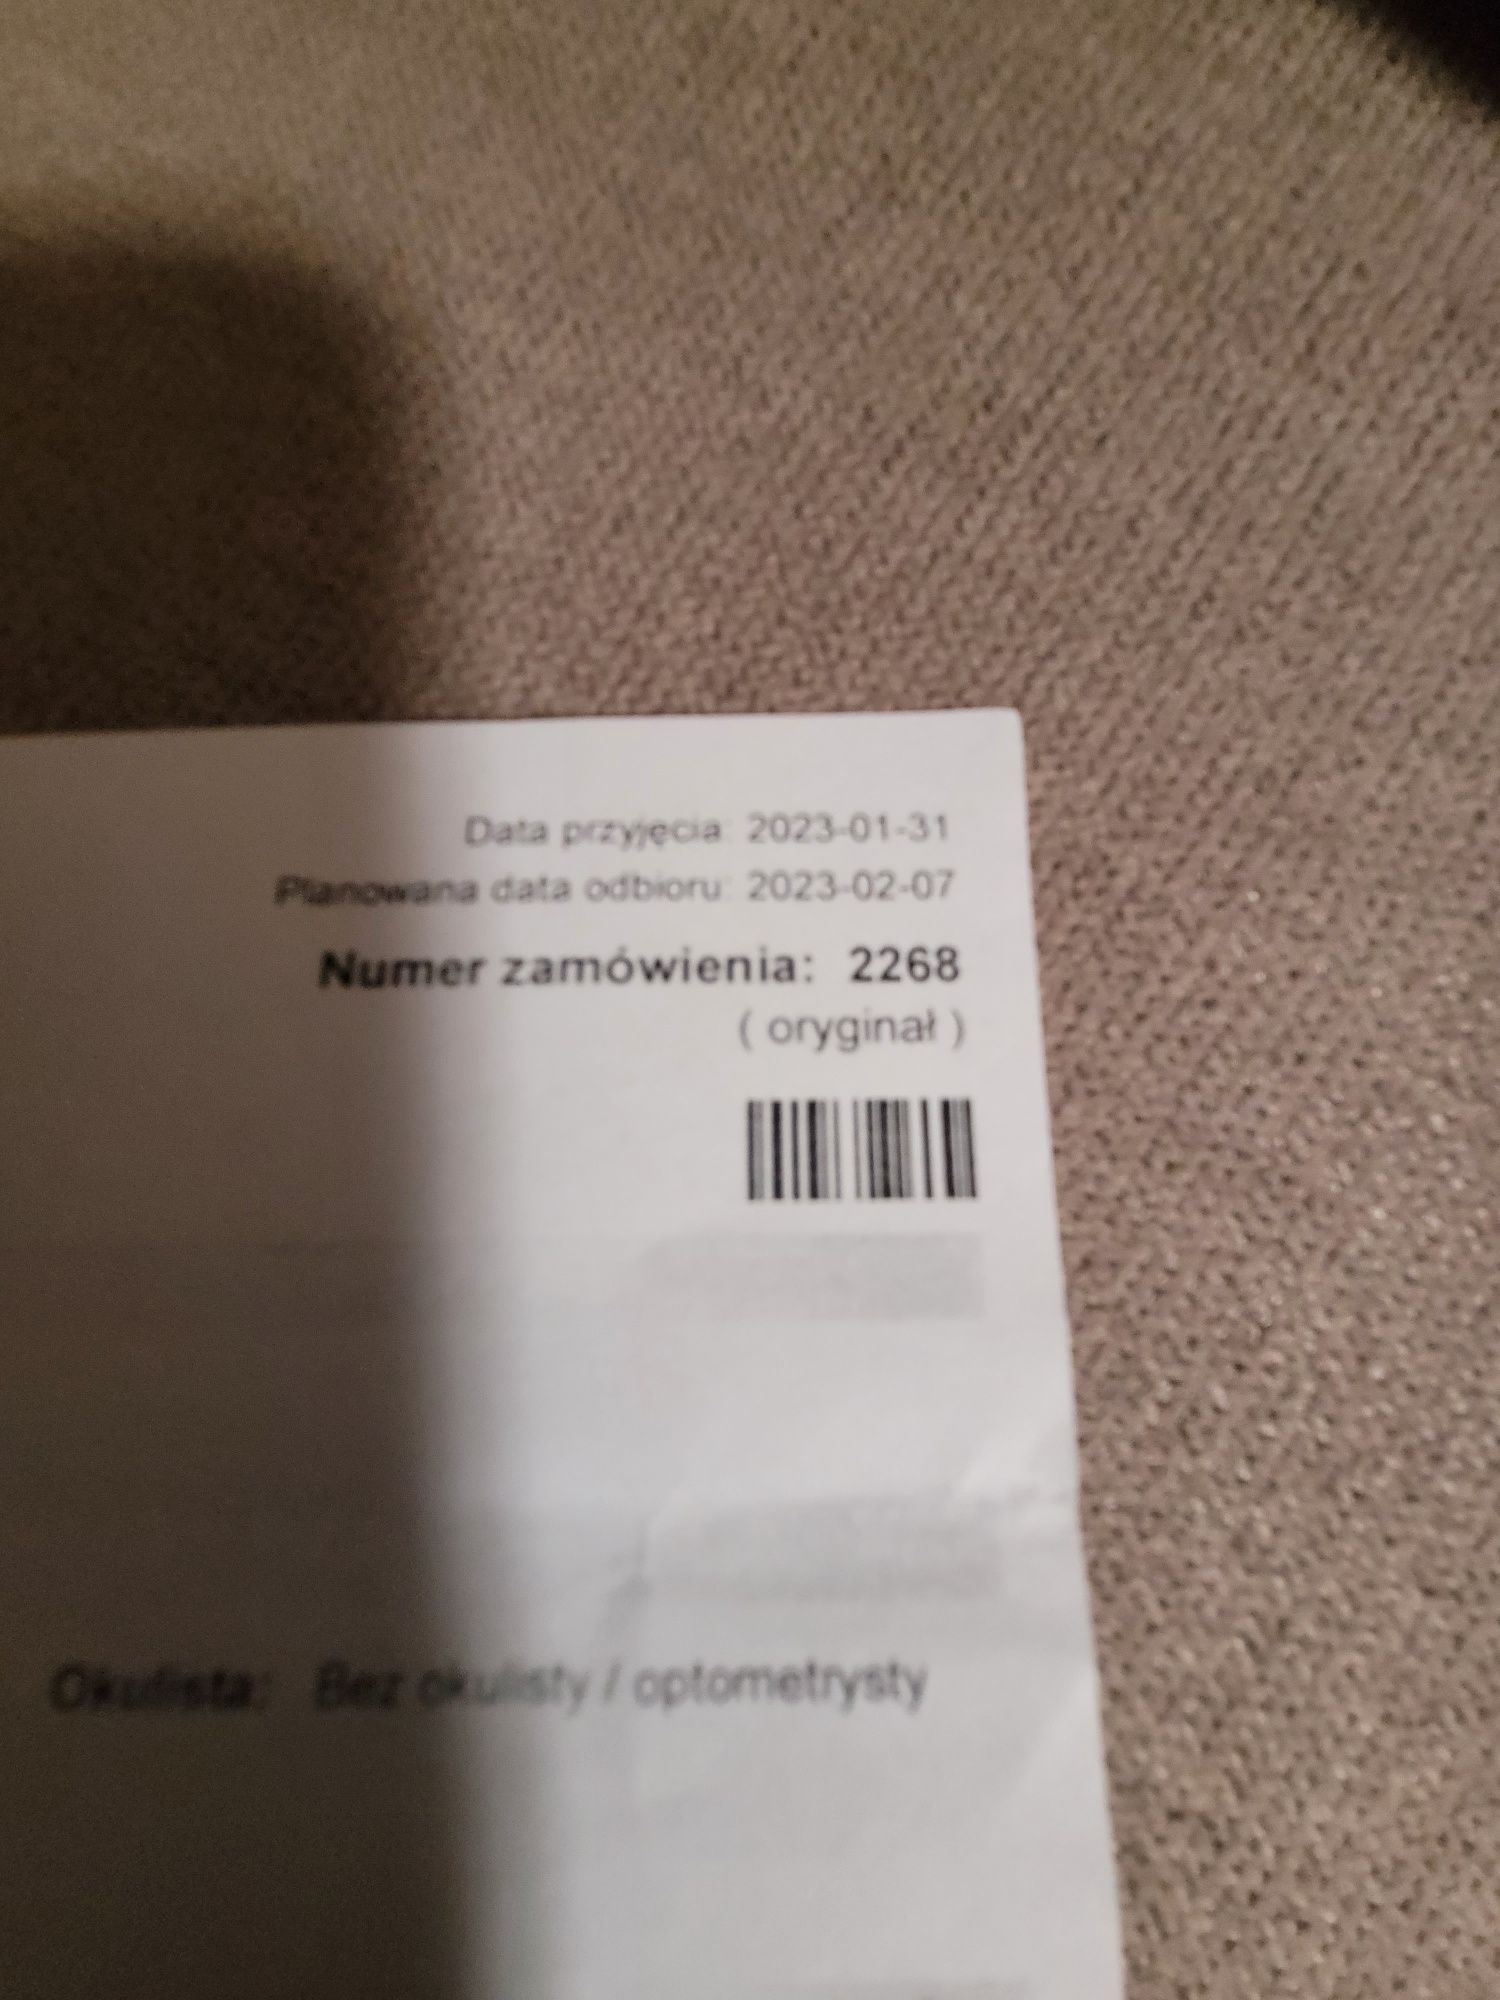 Data przyjęcia: 2023-01-31
Planowana data odbioru: 2023-02-07
Numer zamówienia: 2268
( oryginał )
Okulista: Bez okulisty / optometrysty